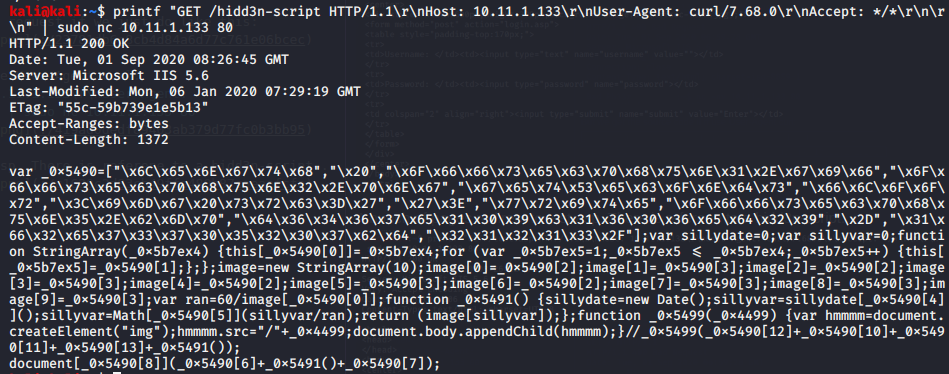 kali@kali:~$ printf "GET /hidd3n-script HTTP/1.1\r\nHost: 10.11.1.133\r\nUser-Agent: curl/7.68.0\r\nAccept: */*\r\n\r
\n" | sudo nc 10.11.1.133 80
HTTP/1.1 200 OK
Date: Tue, 01 Sep 2020 08:26:45 GMT
Server: Microsoft IIS 5.6
Last-Modified: Mon, 06 Jan 2020 07:29:19 GMT
ETag: "55c-59b739e1e5b13"
Accept-Ranges: bytes
Content-Length: 1372

var _0×5490=["\x6C\x65\x6E\x67\x74\x68","\x20","\x6F\x66\x66\x73\x65\x63\x70\x68\x75\x6E\x31\x2E\x67\x69\x66","\x6F\x
66\x66\x73\x65\x63\x70\x68\x75\x6E\x32\x2E\x70\x6E\x67","\x67\x65\x74\x53\x65\x63\x6F\x6E\x64\x73","\x66\x6C\x6F\x6F\
x72","\x3C\x69\x6D\x67\x20\x73\x72\x63\x3D\x27","\x27\x3E","\x77\x72\x69\x74\x65","\x6F\x66\x66\x73\x65\x63\x70\x68\x
75\x6E\x35\x2E\x62\x6D\x70","\x64\x36\x34\x36\x37\x65\x31\x30\x39\x63\x31\x36\x30\x36\x65\x64\x32\x39","\x2D","\x31\x
66\x32\x65\x37\x33\x37\x30\x35\x32\x30\x37\x62\x64","\x32\x31\x32\x31\x33\x2F"];var sillydate=0;var sillyvar=0;functi
on StringArray(_0×5b7ex4) {this[_0×5490[0]]=_0×5b7ex4;for (var _0×5b7ex5=1;_0×5b7ex5 ≤ _0×5b7ex4;_0×5b7ex5++) {this[
_0×5b7ex5]=_0×5490[1];};};image=new StringArray(10);image[0]=_0×5490[2];image[1]=_0×5490[3];image[2]=_0×5490[2];image
[3]=_0×5490[3];image[4]=_0×5490[2];image[5]=_0×5490[3];image[6]=_0×5490[2];image[7]=_0×5490[3];image[8]=_0×5490[3];im
age[9]=_0×5490[3];var ran=60/image[_0×5490[0]];function _0×5491() {sillydate=new Date();sillyvar=sillydate[_0×5490[4]
]();sillyvar=Math[_0×5490[5]](sillyvar/ran);return (image[sillyvar]);};function _0×5499(_0×4499) {var hmmmm=document.
createElement("img");hmmmm.src="/"+_0×4499;document.body.appendChild(hmmmm);}//_0×5499(_0×5490[12]+_0×5490[10]+_0×549
0[11]+_0×5490[13]+_0×5491());
document[_0×5490[8]](_0×5490[6]+_0×5491()+_0×5490[7]);